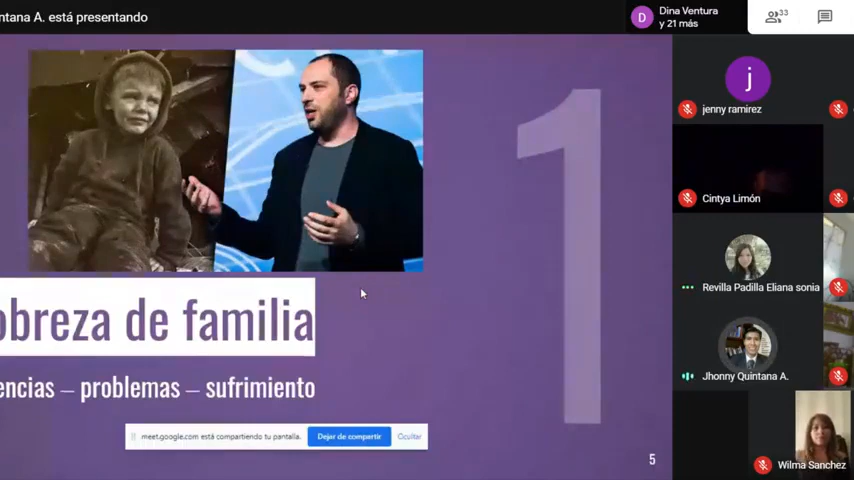 ntana A. está presentando
Dina Ventura
y 21 más
33
j
jenny ramirez
Cintya Limón
1
Revilla Padilla Eliana sonia
obreza de familia
Jhonny Quintana A.
encias – problemas – sufrimiento
meet.google.com está compartiendo tu pantalla.
Dejar de compartir
Ocultar
5
Wilma Sanchez
D